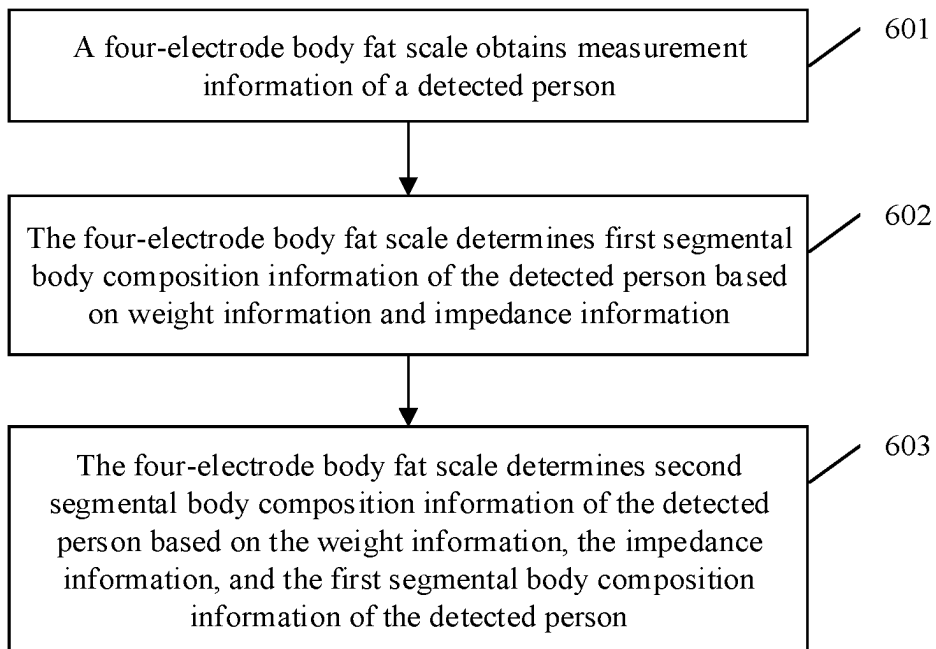 A four-electrode body fat scale obtains measurement
information of a detected person
601
The four-electrode body fat scale determines first segmental
body composition information of the detected person based
on weight information and impedance information
602
The four-electrode body fat scale determines second
segmental body composition information of the detected
person based on the weight information, the impedance
information, and the first segmental body composition
information of the detected person
603